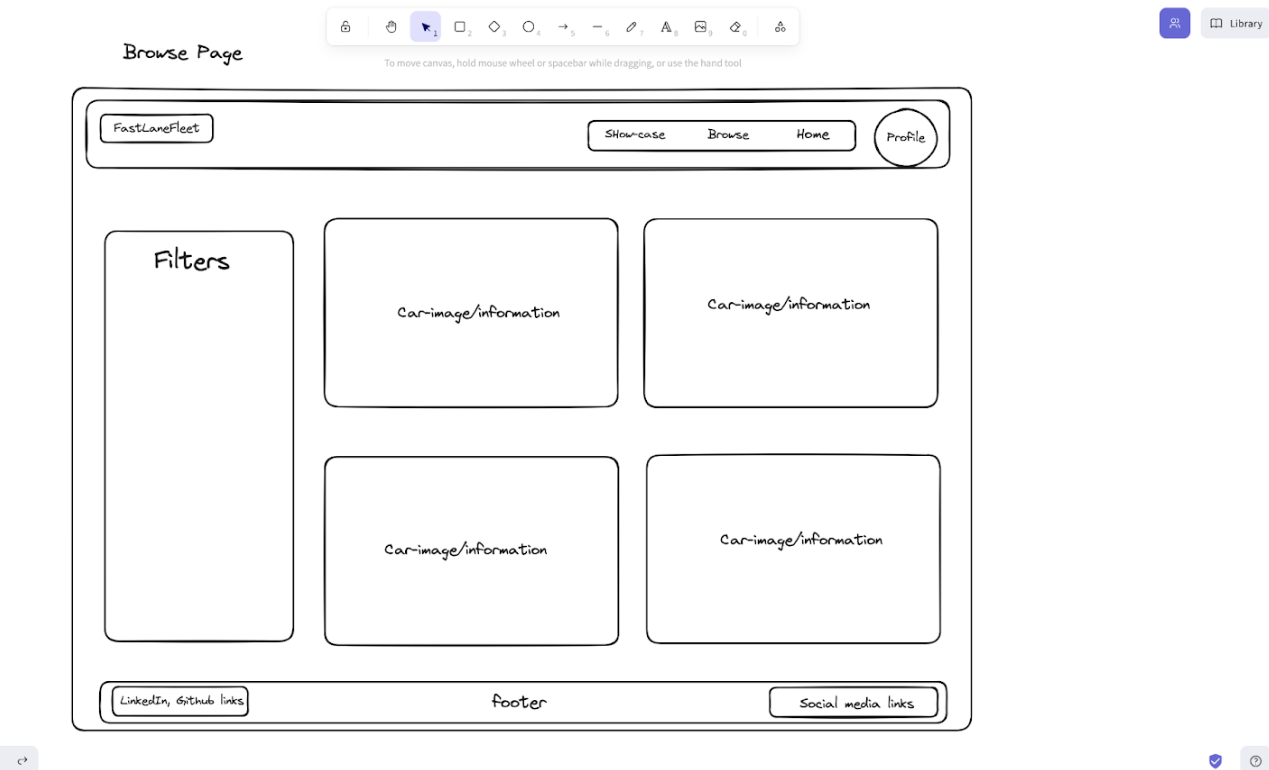 1
2
3
4
5
6
7
8
9
0
Library
Browse Page
To move canvas, hold mouse wheel or spacebar while dragging, or use the hand tool
FastLaneFleet
SHow-case Browse Home
Profile
Filters
Car-image/information
Car-image/information
Car-image/information
Car-image/information
LinkedIn, Github links
footer
Social media links